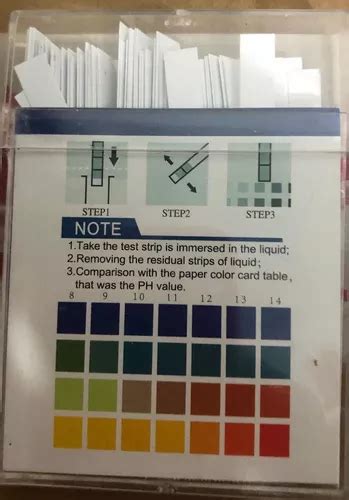 STEP1 STEP2 STEP3
NOTE
1.Take the test strip is immersed in the liquid;
2.Removing the residual strips of liquid;
3.Comparison with the paper color card table,
that was the PH value.
8 9 10 11 12 13 14